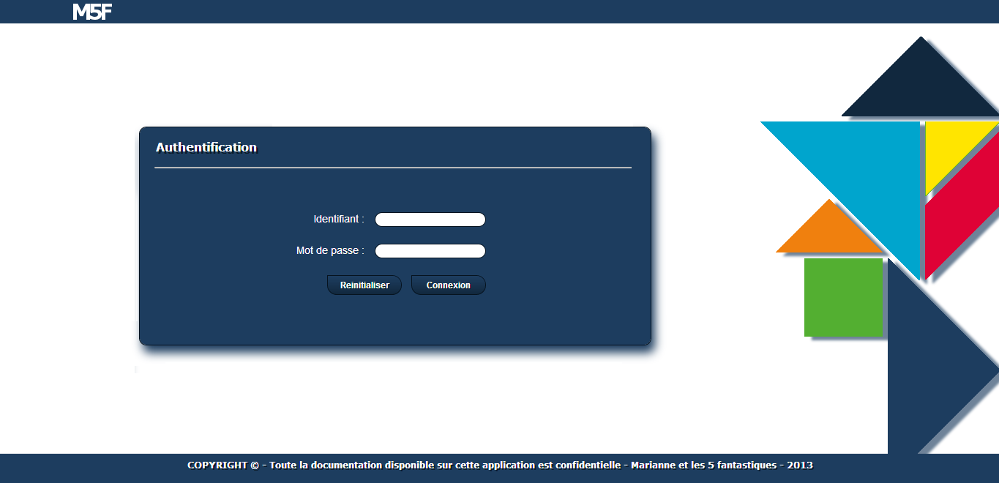 M5F
Authentification
Identifiant :
Mot de passe :
Reinitialiser Connexion
COPYRIGHT © - Toute la documentation disponible sur cette application est confidentielle - Marianne et les 5 fantastiques - 2013